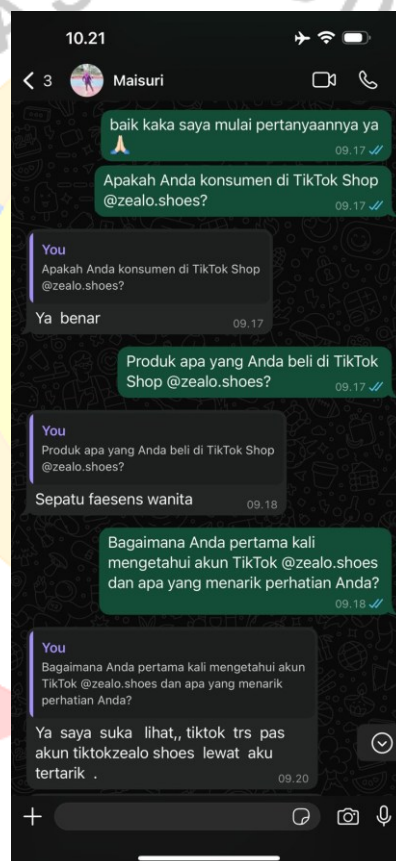 10.21
3 Maisuri
baik kaka saya mulai pertanyaannya ya
🙏🏻 09.17
Apakah Anda konsumen di TikTok Shop
@zealo.shoes? 09.17
You
Apakah Anda konsumen di TikTok Shop
@zealo.shoes?
Ya benar 09.17
Produk apa yang Anda beli di TikTok
Shop @zealo.shoes? 09.17
You
Produk apa yang Anda beli di TikTok Shop
@zealo.shoes?
Sepatu faesens wanita 09.18
Bagaimana Anda pertama kali
mengetahui akun TikTok @zealo.shoes
dan apa yang menarik perhatian Anda?
09.18
You
Bagaimana Anda pertama kali mengetahui akun
TikTok @zealo.shoes dan apa yang menarik
perhatian Anda?
Ya saya suka lihat,, tiktok trs pas
akun tiktokzealo shoes lewat aku
tertarik . 09.20